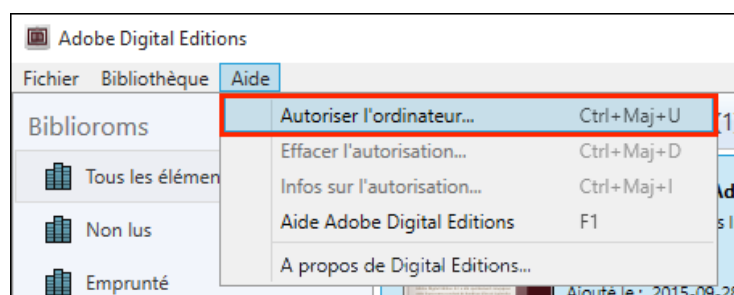 Adobe Digital Editions
Fichier Bibliothèque Aide
Autoriser l'ordinateur... Ctrl+Maj+U
Biblioroms
Effacer l'autorisation... Ctrl+Maj+D
Tous les élémen
Infos sur l'autorisation... Ctrl+Maj+I
Non lus
Aide Adobe Digital Editions F1
A propos de Digital Editions...
Emprunté
Ajouté le : 2015-09-28